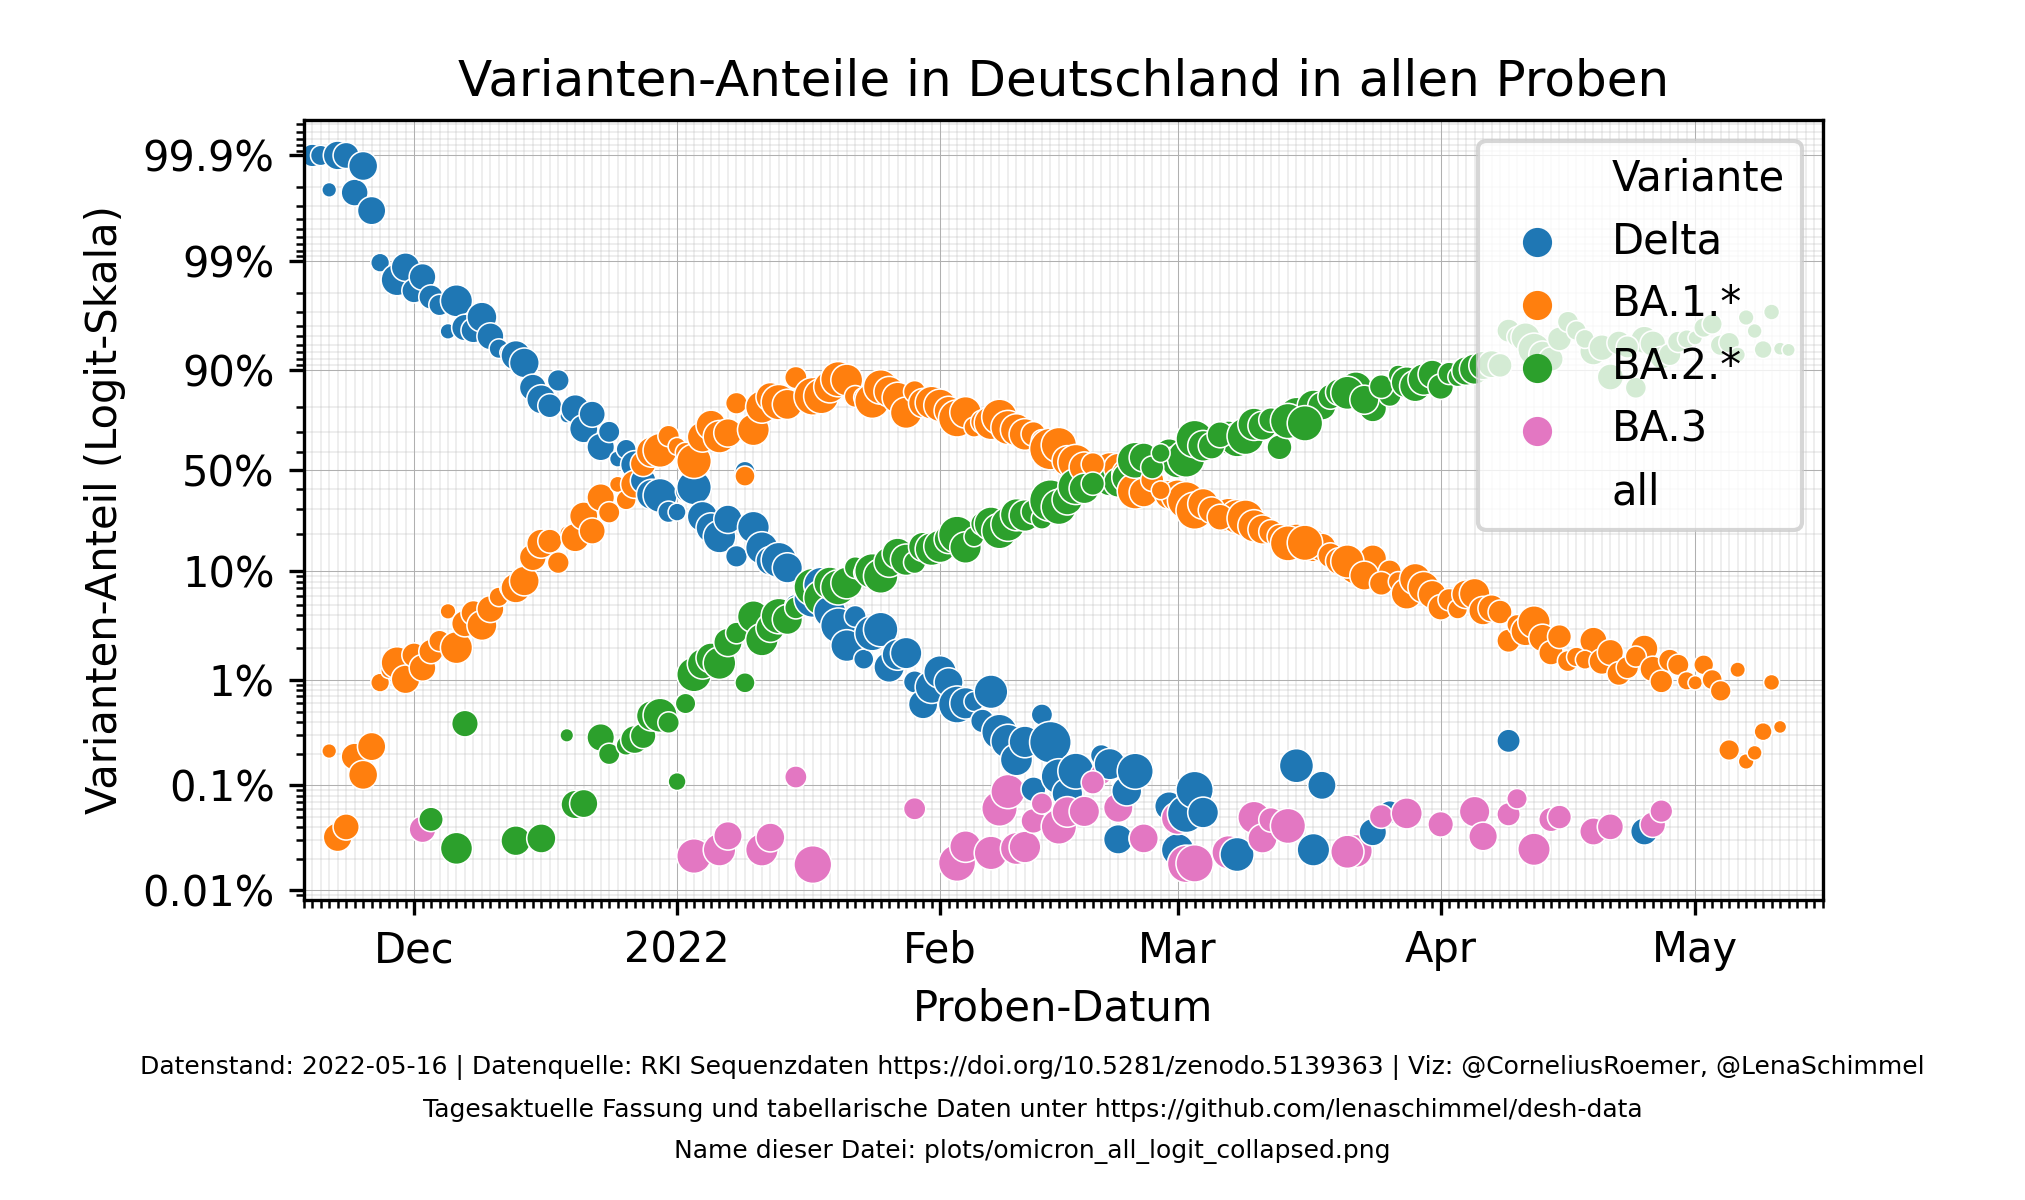 Varianten-Anteile in Deutschland in allen Proben
Varianten-Anteil (Logit-Skala)
99.9%
99%
90%
50%
10%
1%
0.1%
0.01%
Variante
Delta
BA.1.*
BA.2.*
BA.3
all
Dec 2022 Feb Mar Apr May
Proben-Datum
Datenstand: 2022-05-16 | Datenquelle: RKI Sequenzdaten https://doi.org/10.5281/zenodo.5139363 | Viz: @CorneliusRoemer, @LenaSchimmel
Tagesaktuelle Fassung und tabellarische Daten unter https://github.com/lenaschimmel/desh-data
Name dieser Datei: plots/omicron_all_logit_collapsed.png